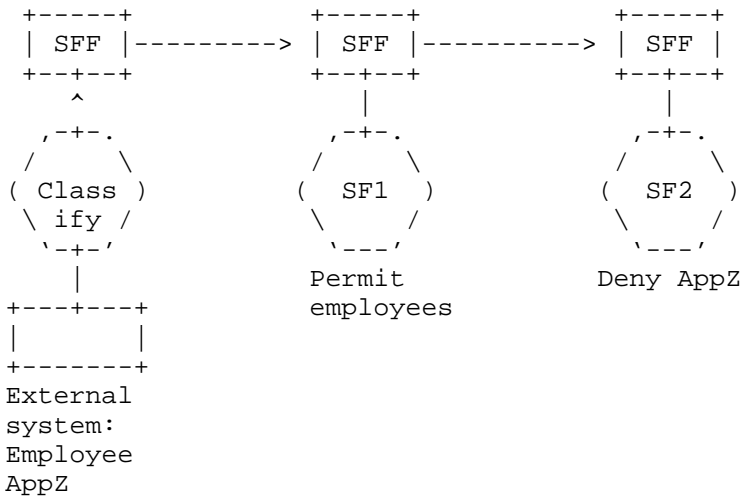 SFF SFF SFF
Class SF1 SF2
ify
Permit Deny AppZ
employees
External
system:
Employee
AppZ